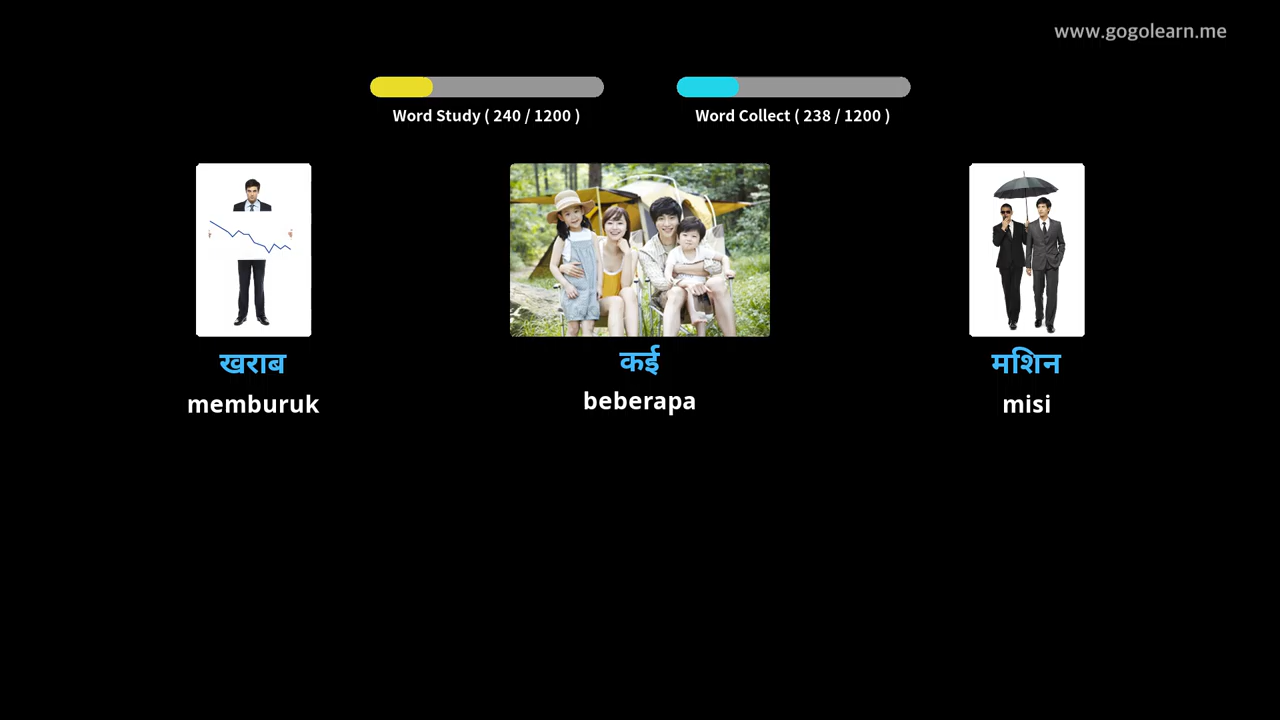 www.gogolearn.me
Word Study ( 240 / 1200 )
Word Collect ( 238 / 1200 )
खराब
कई
मशिन
memburuk
beberapa
misi